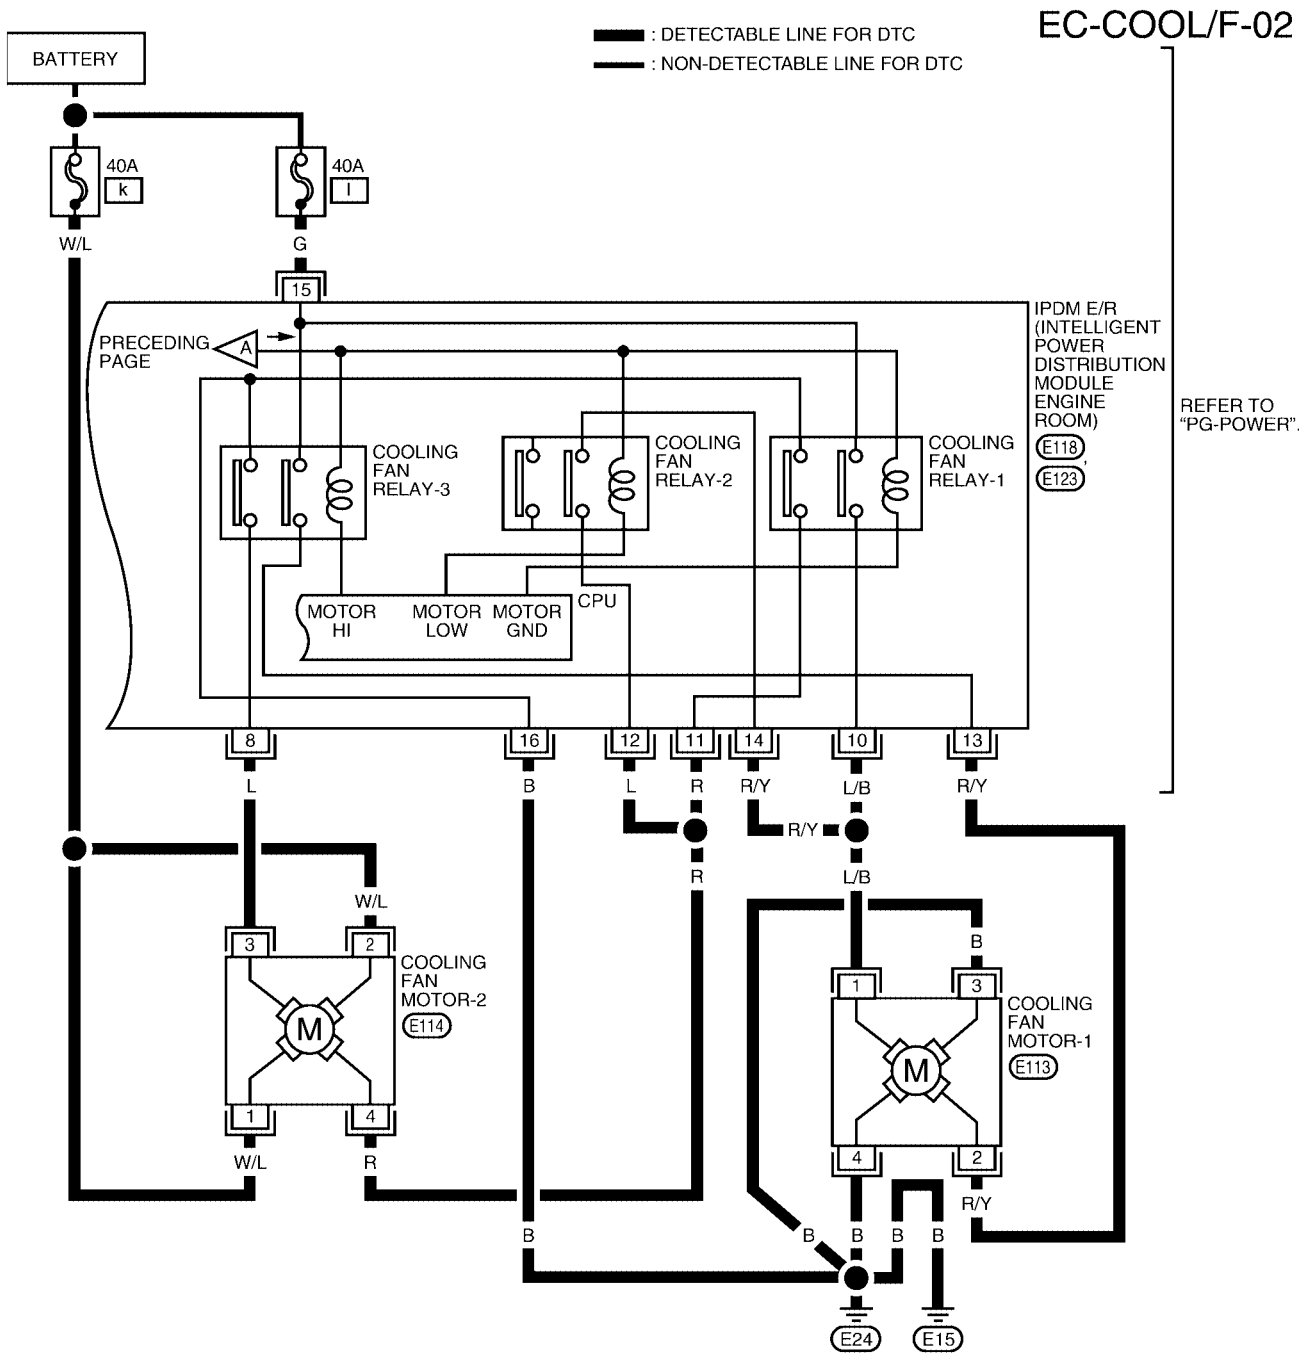 EC-COOL/F-02
: DETECTABLE LINE FOR DTC
: NON-DETECTABLE LINE FOR DTC
BATTERY
40A
k
40A
l
W/L
G
15
IPDM E/R
(INTELLIGENT
POWER
DISTRIBUTION
MODULE
ENGINE
ROOM)
E118
,
E123
REFER TO
“PG-POWER”.
PRECEDING
PAGE
A
COOLING
FAN
RELAY-3
COOLING
FAN
RELAY-2
COOLING
FAN
RELAY-1
CPU
MOTOR
HI
MOTOR
LOW
MOTOR
GND
8
16
12
11
14
10
13
L
B
L
R
R/Y
L/B
R/Y
R/Y
R
L/B
W/L
B
3
2
COOLING
FAN
MOTOR-2
E114
M
1
4
W/L
R
1
3
COOLING
FAN
MOTOR-1
E113
M
4
2
R/Y
B
B
B
B
B
E24
E15